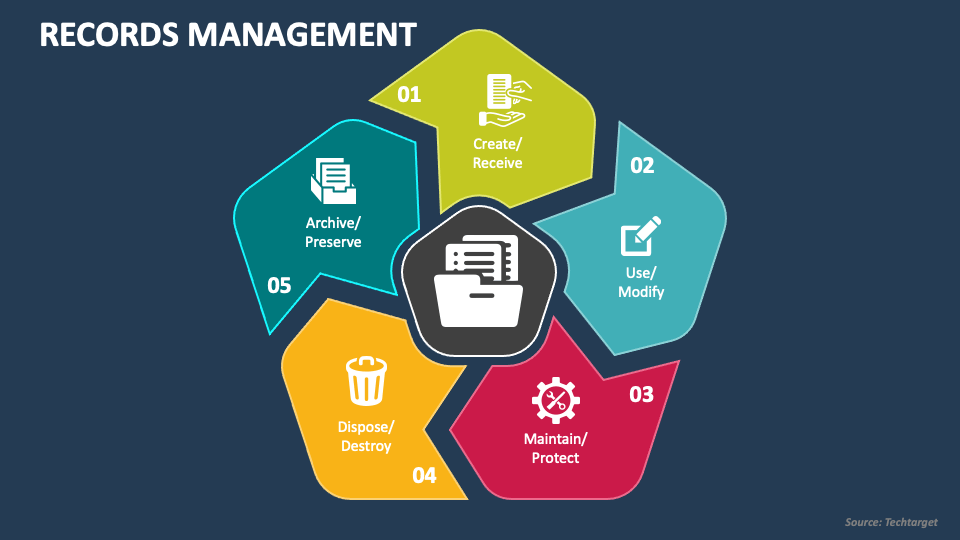 RECORDS MANAGEMENT
01
Create/
Receive
02
Use/
Modify
03
Maintain/
Protect
Dispose/
Destroy
04
Archive/
Preserve
05
Source: Techtarget